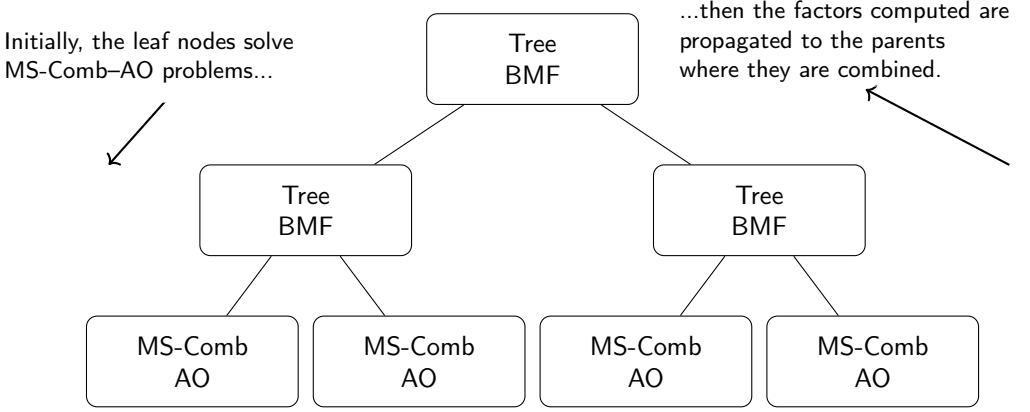 Initially, the leaf nodes solve
MS-Comb–AO problems...
...then the factors computed are
propagated to the parents
where they are combined.
Tree
BMF
Tree
BMF
Tree
BMF
MS-Comb
AO
MS-Comb
AO
MS-Comb
AO
MS-Comb
AO